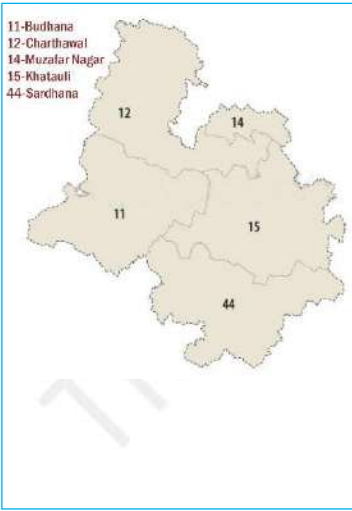 11-Budhana
12-Charthawal
14-Muzafar Nagar
15-Khatauli
44-Sardhana
12
14
11
15
44